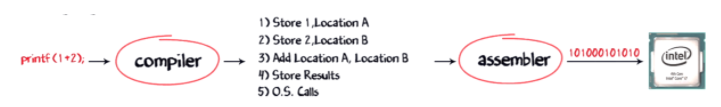 printf (1+2);
compiler
1) Store 1,Location A
2) Store 2,Location B
3) Add Location A, Location B
4) Store Results
5) O.S. Calls
assembler
101000101010
intel